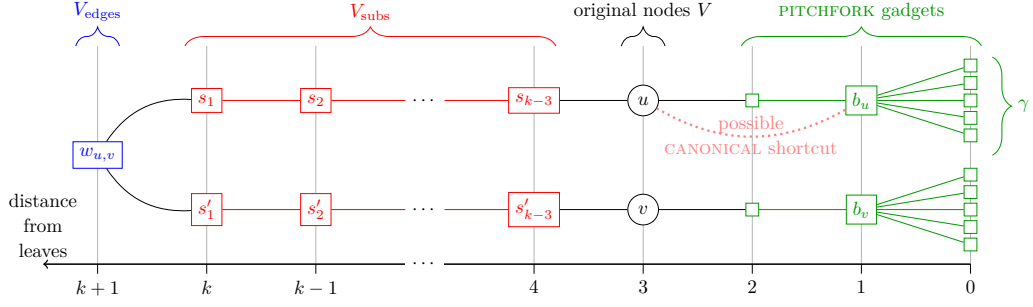 V_edges V_subs original nodes V PITCHFORK gadgets
s_1 s_2 ⋯ s_{k−3} u b_u γ
possible
CANONICAL shortcut
w_{u,v}
s'_1 s'_2 ⋯ s'_{k−3} v b_v
distance
from
leaves
⋯
k + 1 k k − 1 4 3 2 1 0